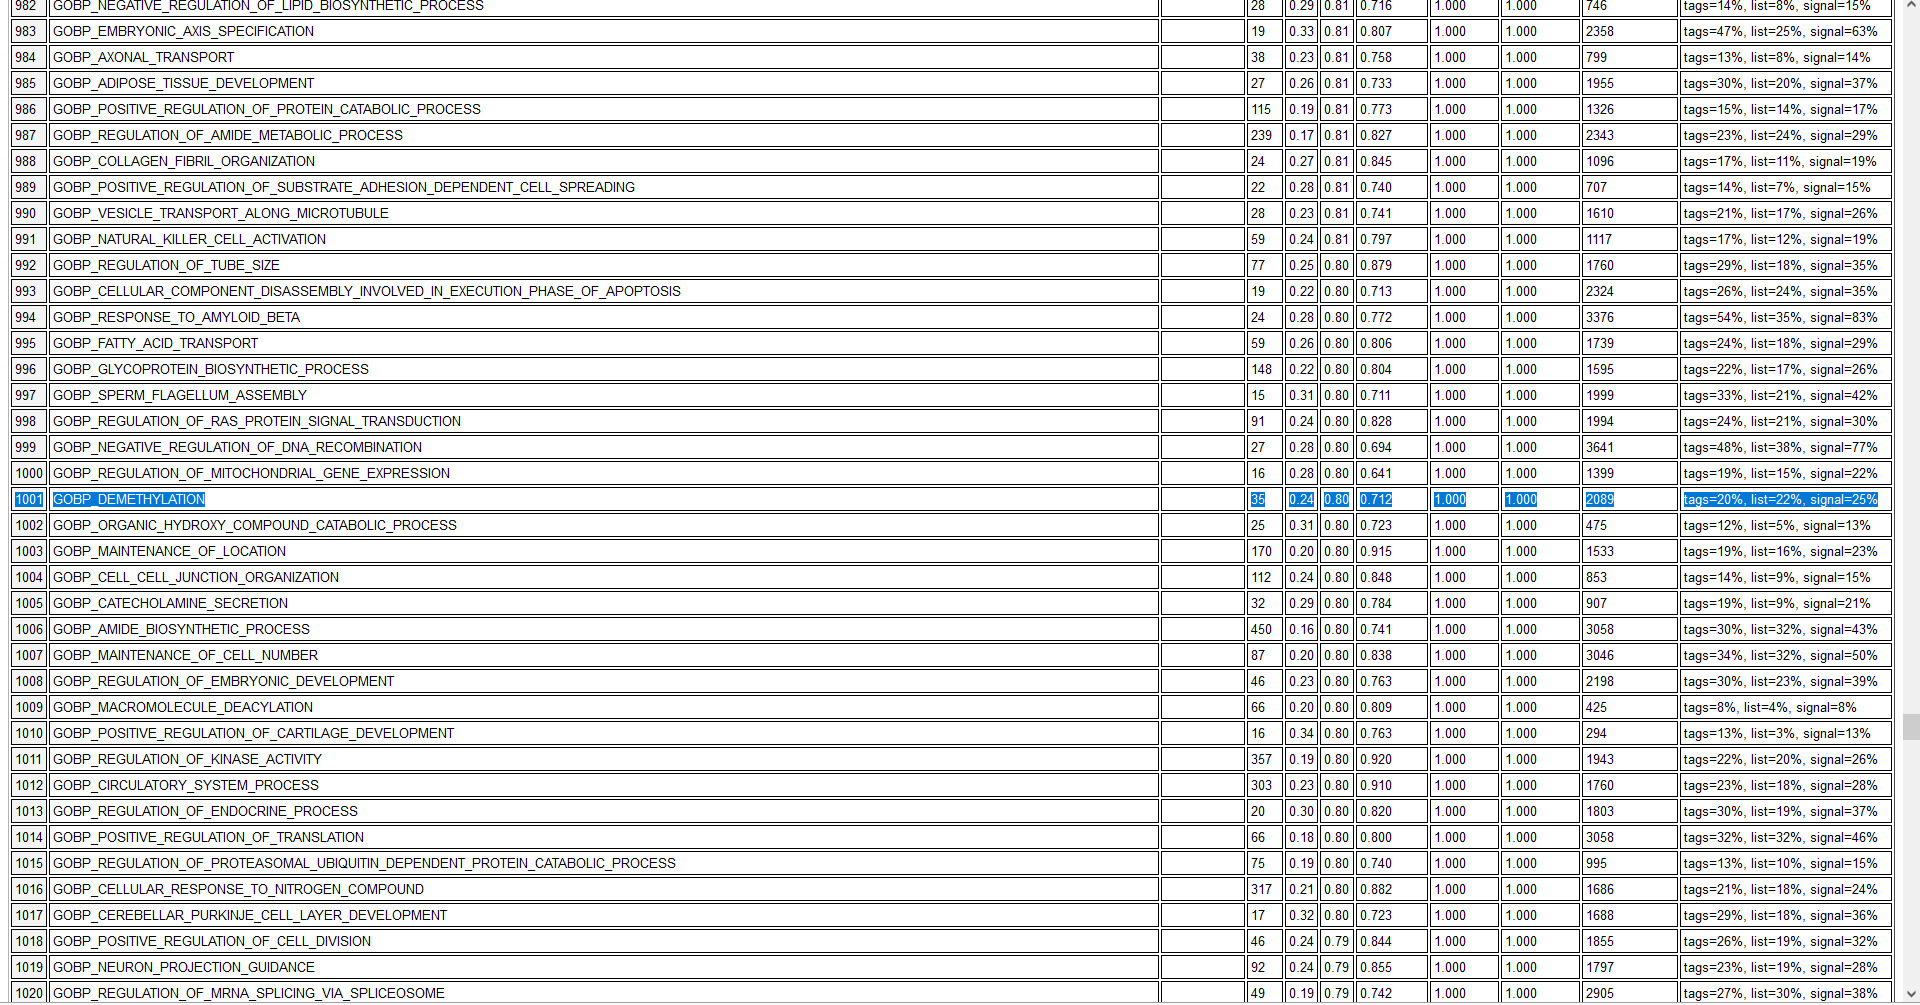 982 GOBP_NEGATIVE_REGULATION_OF_LIPID_BIOSYNTHETIC_PROCESS 28 0.29 0.81 0.716 1.000 1.000 746 tags=14%, list=8%, signal=15%
983 GOBP_EMBRYONIC_AXIS_SPECIFICATION 19 0.33 0.81 0.807 1.000 1.000 2358 tags=47%, list=25%, signal=63%
984 GOBP_AXONAL_TRANSPORT 38 0.23 0.81 0.758 1.000 1.000 799 tags=13%, list=8%, signal=14%
985 GOBP_ADIPOSE_TISSUE_DEVELOPMENT 27 0.26 0.81 0.733 1.000 1.000 1955 tags=30%, list=20%, signal=37%
986 GOBP_POSITIVE_REGULATION_OF_PROTEIN_CATABOLIC_PROCESS 115 0.19 0.81 0.773 1.000 1.000 1326 tags=15%, list=14%, signal=17%
987 GOBP_REGULATION_OF_AMIDE_METABOLIC_PROCESS 239 0.17 0.81 0.827 1.000 1.000 2343 tags=23%, list=24%, signal=29%
988 GOBP_COLLAGEN_FIBRIL_ORGANIZATION 24 0.27 0.81 0.845 1.000 1.000 1096 tags=17%, list=11%, signal=19%
989 GOBP_POSITIVE_REGULATION_OF_SUBSTRATE_ADHESION_DEPENDENT_CELL_SPREADING 22 0.28 0.81 0.740 1.000 1.000 707 tags=14%, list=7%, signal=15%
990 GOBP_VESICLE_TRANSPORT_ALONG_MICROTUBULE 28 0.23 0.81 0.741 1.000 1.000 1610 tags=21%, list=17%, signal=26%
991 GOBP_NATURAL_KILLER_CELL_ACTIVATION 59 0.24 0.81 0.797 1.000 1.000 1117 tags=17%, list=12%, signal=19%
992 GOBP_REGULATION_OF_TUBE_SIZE 77 0.25 0.80 0.879 1.000 1.000 1760 tags=29%, list=18%, signal=35%
993 GOBP_CELLULAR_COMPONENT_DISASSEMBLY_INVOLVED_IN_EXECUTION_PHASE_OF_APOPTOSIS 19 0.22 0.80 0.713 1.000 1.000 2324 tags=26%, list=24%, signal=35%
994 GOBP_RESPONSE_TO_AMYLOID_BETA 24 0.28 0.80 0.772 1.000 1.000 3376 tags=54%, list=35%, signal=83%
995 GOBP_FATTY_ACID_TRANSPORT 59 0.26 0.80 0.806 1.000 1.000 1739 tags=24%, list=18%, signal=29%
996 GOBP_GLYCOPROTEIN_BIOSYNTHETIC_PROCESS 148 0.22 0.80 0.804 1.000 1.000 1595 tags=22%, list=17%, signal=26%
997 GOBP_SPERM_FLAGELLUM_ASSEMBLY 15 0.31 0.80 0.711 1.000 1.000 1999 tags=33%, list=21%, signal=42%
998 GOBP_REGULATION_OF_RAS_PROTEIN_SIGNAL_TRANSDUCTION 91 0.24 0.80 0.828 1.000 1.000 1994 tags=24%, list=21%, signal=30%
999 GOBP_NEGATIVE_REGULATION_OF_DNA_RECOMBINATION 27 0.28 0.80 0.694 1.000 1.000 3641 tags=48%, list=38%, signal=77%
1000 GOBP_REGULATION_OF_MITOCHONDRIAL_GENE_EXPRESSION 16 0.28 0.80 0.641 1.000 1.000 1399 tags=19%, list=15%, signal=22%
1001 GOBP_DEMETHYLATION 35 0.24 0.80 0.712 1.000 1.000 2089 tags=20%, list=22%, signal=25%
1002 GOBP_ORGANIC_HYDROXY_COMPOUND_CATABOLIC_PROCESS 25 0.31 0.80 0.723 1.000 1.000 475 tags=12%, list=5%, signal=13%
1003 GOBP_MAINTENANCE_OF_LOCATION 170 0.20 0.80 0.915 1.000 1.000 1533 tags=19%, list=16%, signal=23%
1004 GOBP_CELL_CELL_JUNCTION_ORGANIZATION 112 0.24 0.80 0.848 1.000 1.000 853 tags=14%, list=9%, signal=15%
1005 GOBP_CATECHOLAMINE_SECRETION 32 0.29 0.80 0.784 1.000 1.000 907 tags=19%, list=9%, signal=21%
1006 GOBP_AMIDE_BIOSYNTHETIC_PROCESS 450 0.16 0.80 0.741 1.000 1.000 3058 tags=30%, list=32%, signal=43%
1007 GOBP_MAINTENANCE_OF_CELL_NUMBER 87 0.20 0.80 0.838 1.000 1.000 3046 tags=34%, list=32%, signal=50%
1008 GOBP_REGULATION_OF_EMBRYONIC_DEVELOPMENT 46 0.23 0.80 0.763 1.000 1.000 2198 tags=30%, list=23%, signal=39%
1009 GOBP_MACROMOLECULE_DEACYLATION 66 0.20 0.80 0.809 1.000 1.000 425 tags=8%, list=4%, signal=8%
1010 GOBP_POSITIVE_REGULATION_OF_CARTILAGE_DEVELOPMENT 16 0.34 0.80 0.763 1.000 1.000 294 tags=13%, list=3%, signal=13%
1011 GOBP_REGULATION_OF_KINASE_ACTIVITY 357 0.19 0.80 0.920 1.000 1.000 1943 tags=22%, list=20%, signal=26%
1012 GOBP_CIRCULATORY_SYSTEM_PROCESS 303 0.23 0.80 0.910 1.000 1.000 1760 tags=23%, list=18%, signal=28%
1013 GOBP_REGULATION_OF_ENDOCRINE_PROCESS 20 0.30 0.80 0.820 1.000 1.000 1803 tags=30%, list=19%, signal=37%
1014 GOBP_POSITIVE_REGULATION_OF_TRANSLATION 66 0.18 0.80 0.800 1.000 1.000 3058 tags=32%, list=32%, signal=46%
1015 GOBP_REGULATION_OF_PROTEASOMAL_UBIQUITIN_DEPENDENT_PROTEIN_CATABOLIC_PROCESS 75 0.19 0.80 0.740 1.000 1.000 995 tags=13%, list=10%, signal=15%
1016 GOBP_CELLULAR_RESPONSE_TO_NITROGEN_COMPOUND 317 0.21 0.80 0.882 1.000 1.000 1686 tags=21%, list=18%, signal=24%
1017 GOBP_CEREBELLAR_PURKINJE_CELL_LAYER_DEVELOPMENT 17 0.32 0.80 0.723 1.000 1.000 1688 tags=29%, list=18%, signal=36%
1018 GOBP_POSITIVE_REGULATION_OF_CELL_DIVISION 46 0.24 0.79 0.844 1.000 1.000 1855 tags=26%, list=19%, signal=32%
1019 GOBP_NEURON_PROJECTION_GUIDANCE 92 0.24 0.79 0.855 1.000 1.000 1797 tags=23%, list=19%, signal=28%
1020 GOBP_REGULATION_OF_MRNA_SPLICING_VIA_SPLICEOSOME 49 0.19 0.79 0.742 1.000 1.000 2905 tags=27%, list=30%, signal=38%